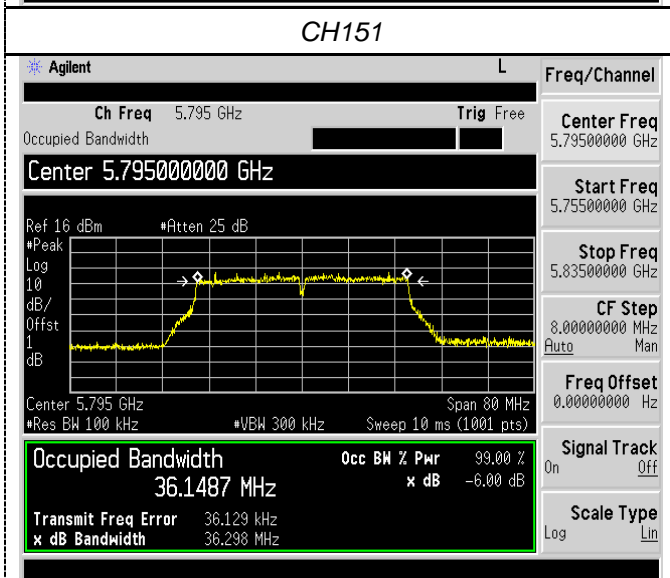 CH151
Agilent L Freq/Channel
Ch Freq 5.795 GHz Trig Free
Occupied Bandwidth
Center Freq
5.79500000 GHz
Center 5.795000000 GHz
Start Freq
5.75500000 GHz
Ref 16 dBm #Atten 25 dB
#Peak
Log
10
dB/
Offst
1
dB
Stop Freq
5.83500000 GHz
CF Step
8.00000000 MHz
Auto Man
Freq Offset
0.00000000 Hz
Center 5.795 GHz Span 80 MHz
#Res BW 100 kHz #VBW 300 kHz Sweep 10 ms (1001 pts)
Signal Track
On Off
Occupied Bandwidth Occ BW % Pwr 99.00 %
36.1487 MHz x dB -6.00 dB
Scale Type
Log Lin
Transmit Freq Error 36.129 kHz
x dB Bandwidth 36.298 MHz